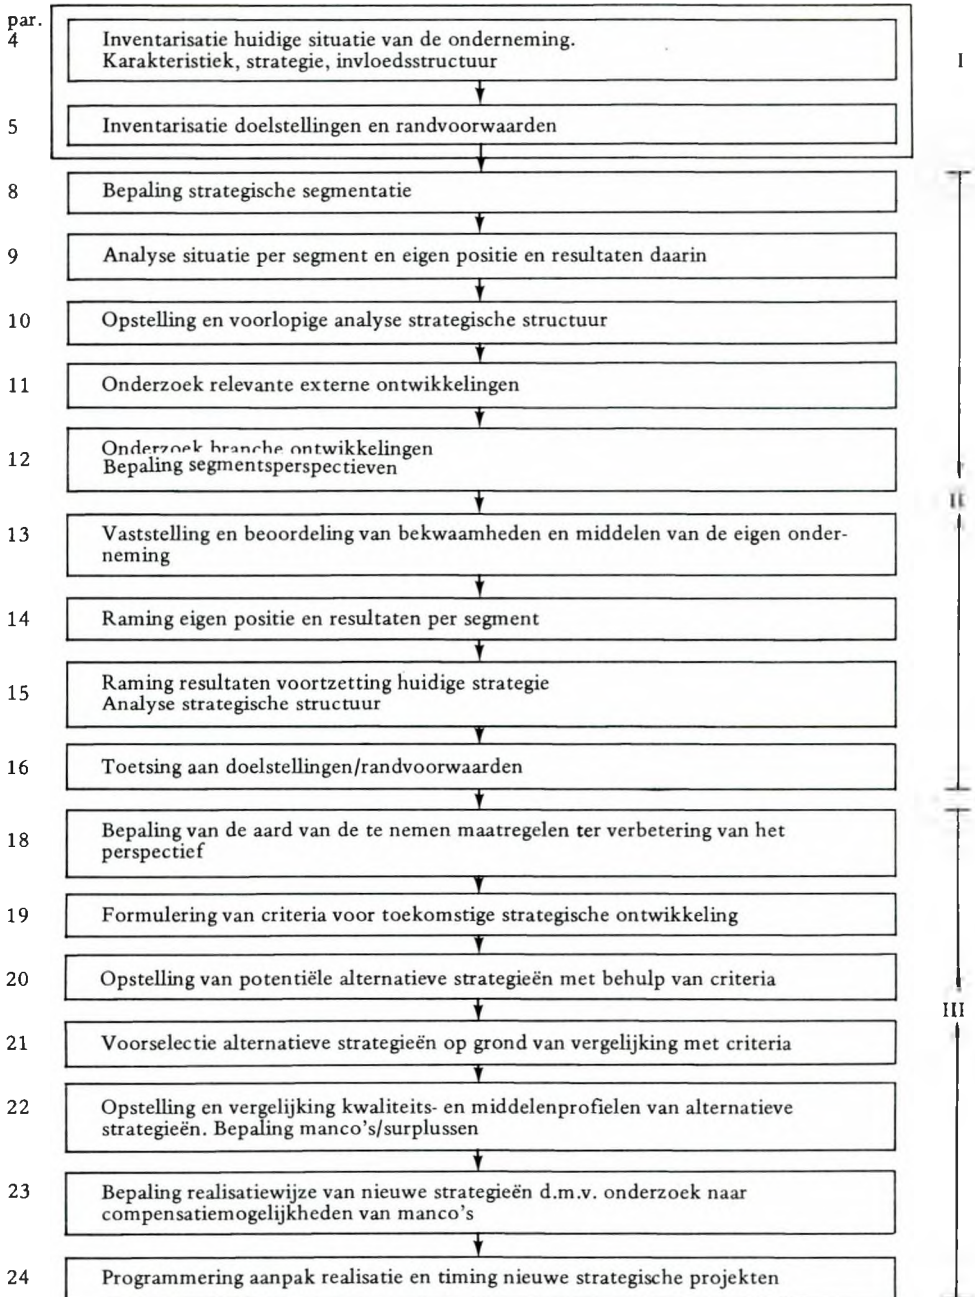 par.
4 Inventarisatie huidige situatie van de onderneming.
Karakteristiek, strategie, invloedsstructuur
I
5 Inventarisatie doelstellingen en randvoorwaarden
8 Bepaling strategische segmentatie
9 Analyse situatie per segment en eigen positie en resultaten daarin
10 Opstelling en voorlopige analyse strategische structuur
11 Onderzoek relevante externe ontwikkelingen
12 Onderzoek branche ontwikkelingen
Bepaling segmentsperspectieven
II
13 Vaststelling en beoordeling van bekwaamheden en middelen van de eigen onder-
neming
14 Raming eigen positie en resultaten per segment
15 Raming resultaten voortzetting huidige strategie
Analyse strategische structuur
16 Toetsing aan doelstellingen/randvoorwaarden
18 Bepaling van de aard van de te nemen maatregelen ter verbetering van het
perspectief
19 Formulering van criteria voor toekomstige strategische ontwikkeling
20 Opstelling van potentiële alternatieve strategieën met behulp van criteria
III
21 Voorselectie alternatieve strategieën op grond van vergelijking met criteria
22 Opstelling en vergelijking kwaliteits- en middelenprofielen van alternatieve
strategieën. Bepaling manco's/surplussen
23 Bepaling realisatiewijze van nieuwe strategieën d.m.v. onderzoek naar
compensatiemogelijkheden van manco's
24 Programmering aanpak realisatie en timing nieuwe strategische projekten